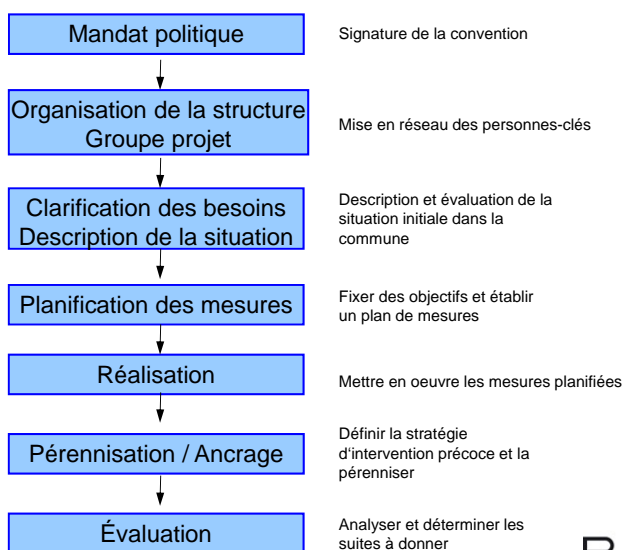 Mandat politique
Signature de la convention
Organisation de la structure
Groupe projet
Mise en réseau des personnes-clés
Clarification des besoins
Description de la situation
Description et évaluation de la
situation initiale dans la
commune
Planification des mesures
Fixer des objectifs et établir
un plan de mesures
Réalisation
Mettre en oeuvre les mesures planifiées
Pérennisation / Ancrage
Définir la stratégie
d'intervention précoce et la
pérenniser
Évaluation
Analyser et déterminer les
suites à donner